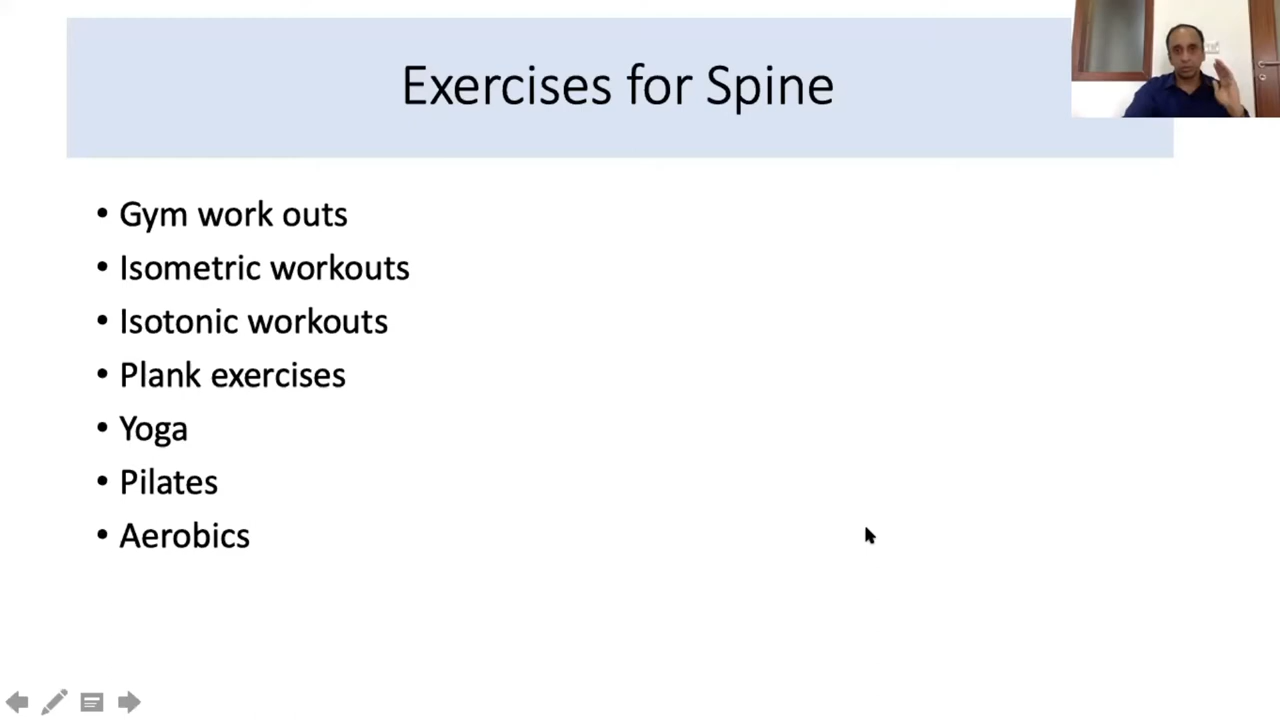 Exercises for Spine
• Gym work outs
• Isometric workouts
• Isotonic workouts
• Plank exercises
• Yoga
• Pilates
• Aerobics